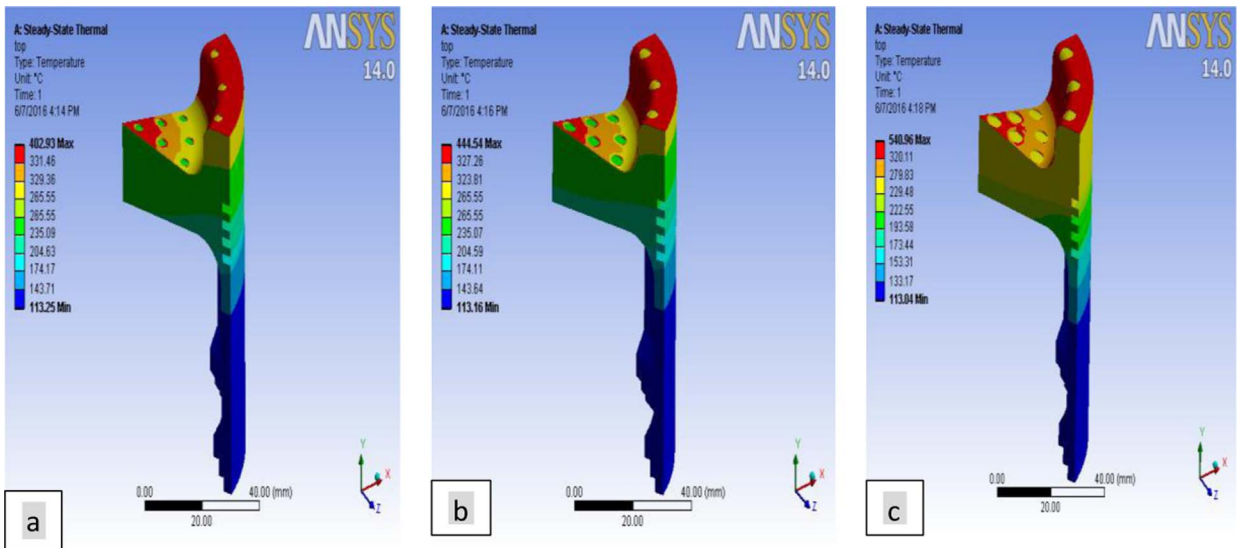 A: Steady-State Thermal
top
Type: Temperature
Unit: °C
Time: 1
6/7/2016 4:14 PM
402.93 Max
331.46
329.36
265.55
265.55
235.09
204.63
174.17
143.71
113.25 Min
ANSYS
14.0
Y
X
Z
0.00
40.00 (mm)
20.00
a
A: Steady-State Thermal
top
Type: Temperature
Unit: °C
Time: 1
6/7/2016 4:16 PM
444.54 Max
327.26
323.81
265.55
265.55
235.07
204.59
174.11
143.64
113.16 Min
ANSYS
14.0
Y
X
Z
0.00
40.00 (mm)
20.00
b
A: Steady-State Thermal
top
Type: Temperature
Unit: °C
Time: 1
6/7/2016 4:18 PM
540.96 Max
320.11
279.83
229.48
222.55
193.58
173.44
153.31
133.17
113.04 Min
ANSYS
14.0
Y
X
Z
0.00
40.00 (mm)
20.00
c